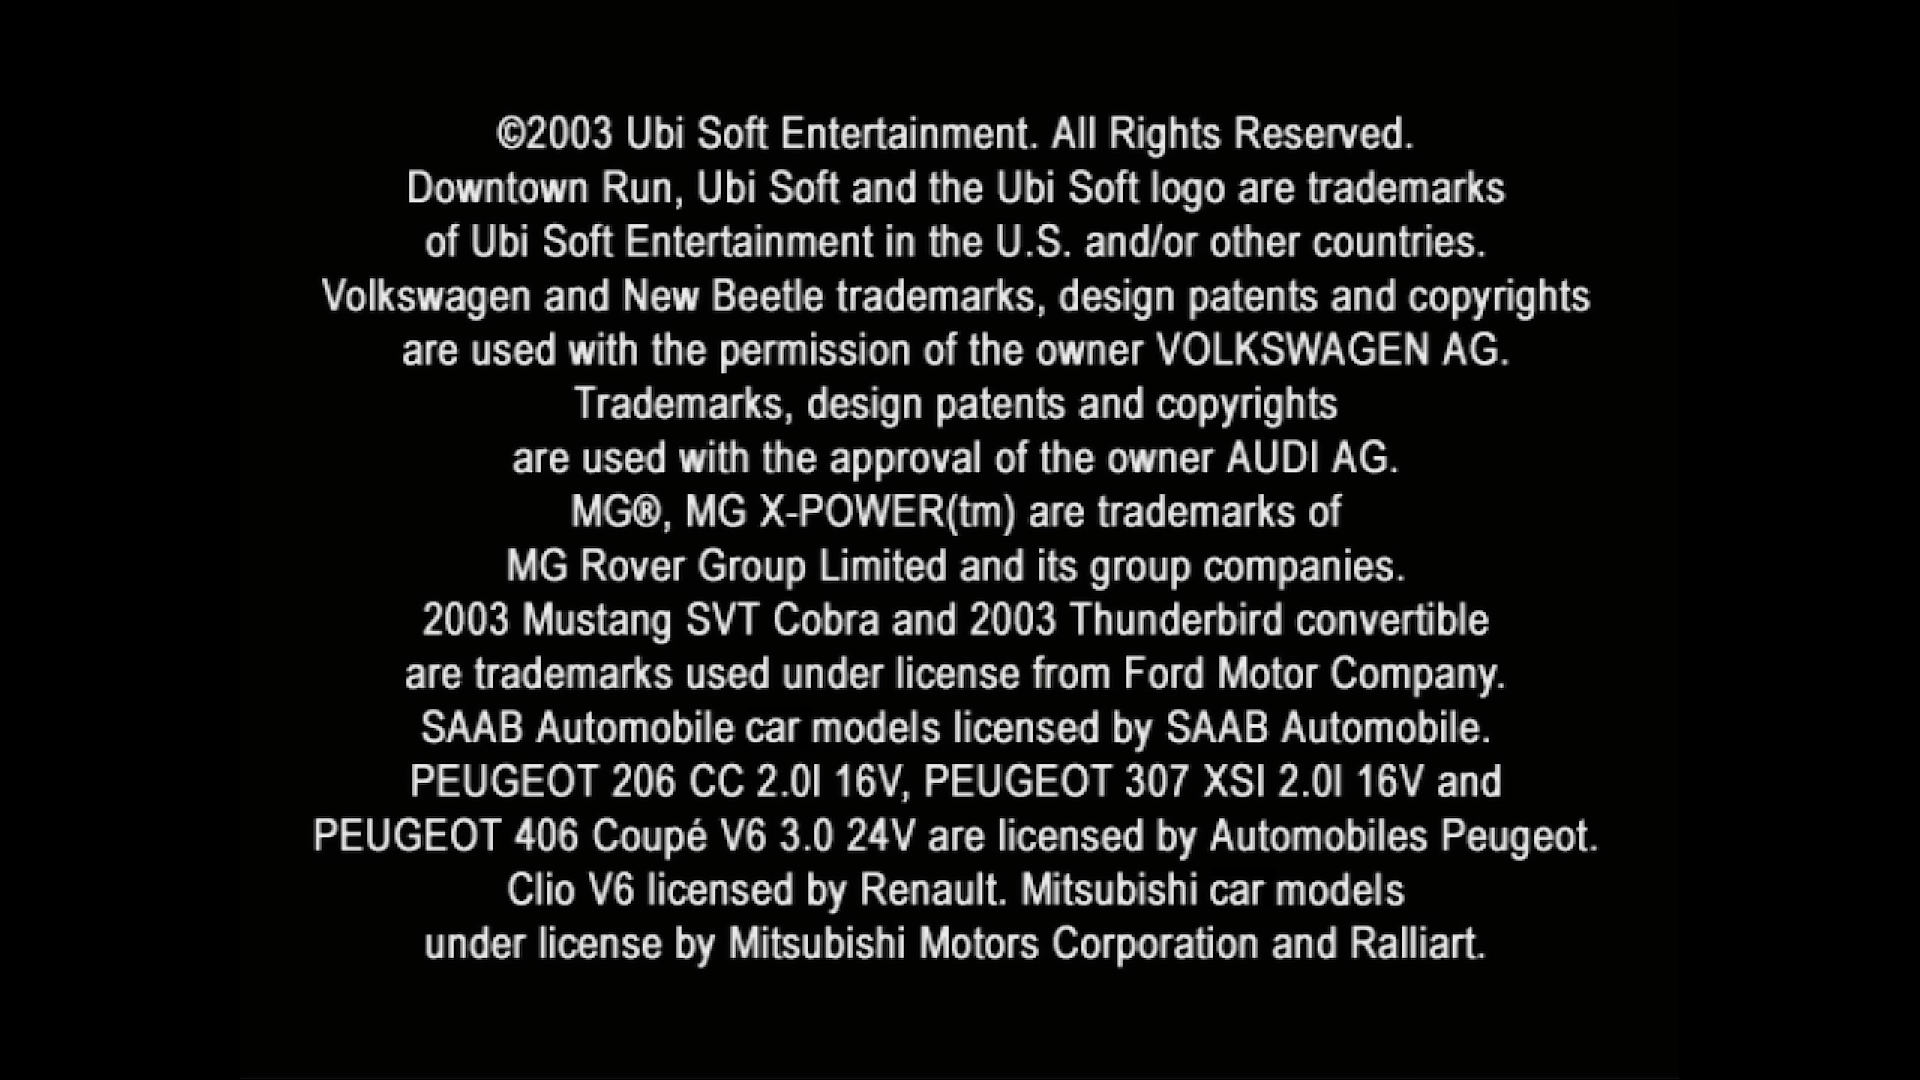 ©2003 Ubi Soft Entertainment. All Rights Reserved.
Downtown Run, Ubi Soft and the Ubi Soft logo are trademarks
of Ubi Soft Entertainment in the U.S. and/or other countries.
Volkswagen and New Beetle trademarks, design patents and copyrights
are used with the permission of the owner VOLKSWAGEN AG.
Trademarks, design patents and copyrights
are used with the approval of the owner AUDI AG.
MG®, MG X-POWER(tm) are trademarks of
MG Rover Group Limited and its group companies.
2003 Mustang SVT Cobra and 2003 Thunderbird convertible
are trademarks used under license from Ford Motor Company.
SAAB Automobile car models licensed by SAAB Automobile.
PEUGEOT 206 CC 2.0l 16V, PEUGEOT 307 XSI 2.0l 16V and
PEUGEOT 406 Coupé V6 3.0 24V are licensed by Automobiles Peugeot.
Clio V6 licensed by Renault. Mitsubishi car models
under license by Mitsubishi Motors Corporation and Ralliart.